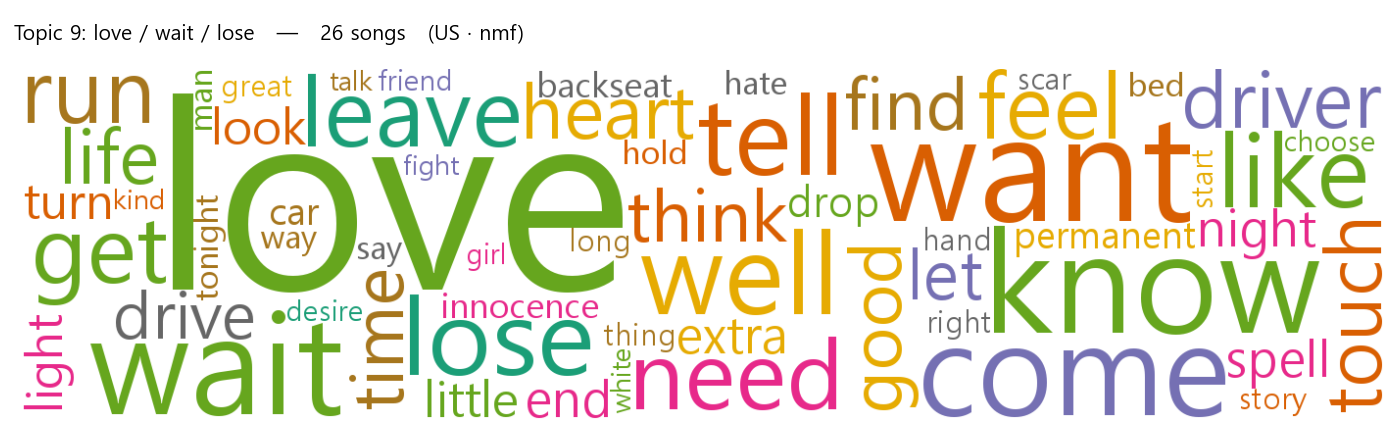 Topic 9: love / wait / lose — 26 songs (US · nmf)
run
man
great
talk
friend
backseat
hate
find
feel
scar
bed
driver
look
leave
heart
tell
life
love
fight
hold
want
like
choose
start
turn
kind
tonight
car
way
say
girl
long
think
drop
permanent
night
get
time
well
good
hand
let
know
touch
drive
desire
innocence
lose
thing
extra
right
light
wait
little
end
white
need
come
spell
story